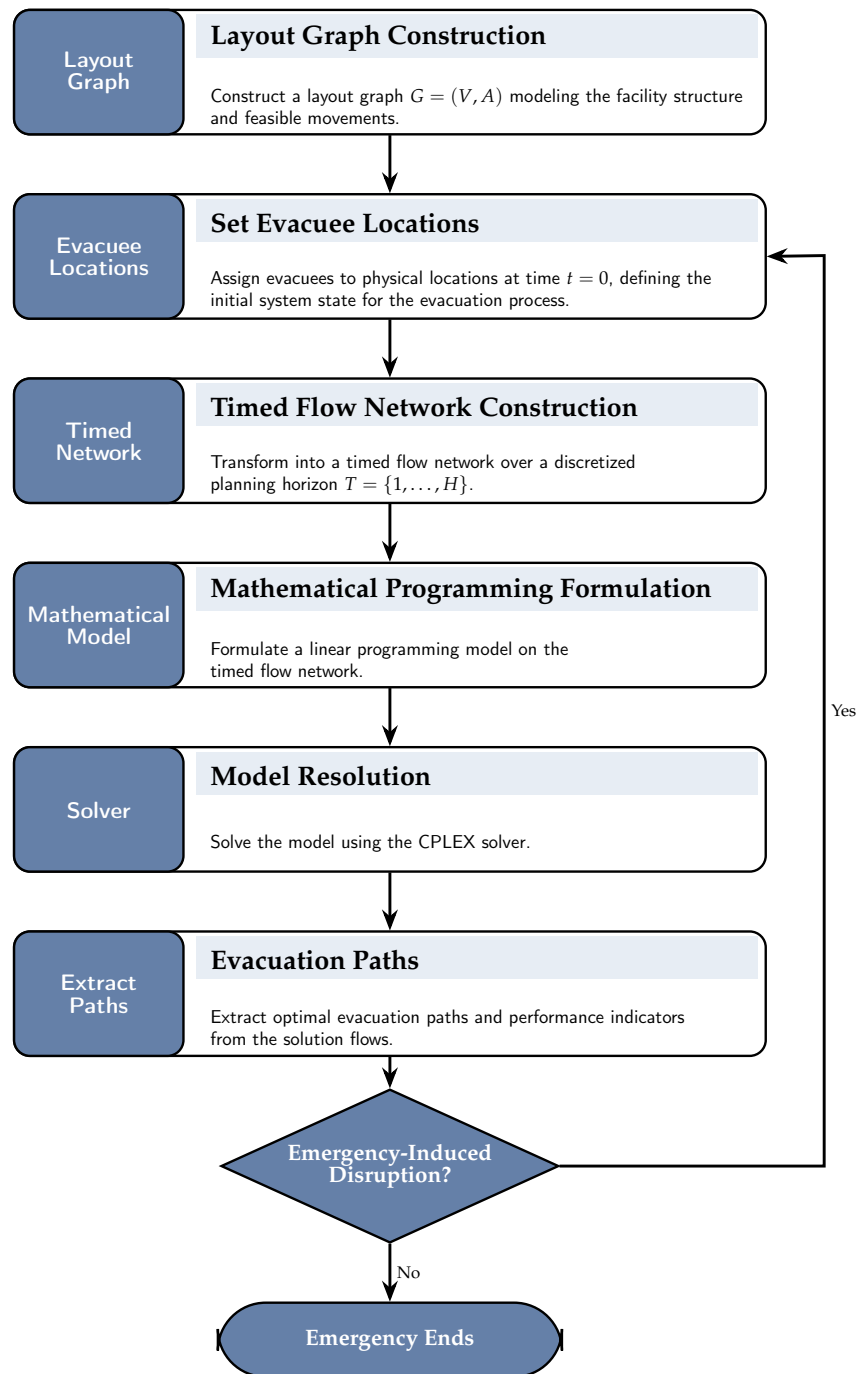 Layout
Graph
Layout Graph Construction
Construct a layout graph G = (V, A) modeling the facility structure
and feasible movements.
Evacuee
Locations
Set Evacuee Locations
Assign evacuees to physical locations at time t = 0, defining the
initial system state for the evacuation process.
Timed
Network
Timed Flow Network Construction
Transform into a timed flow network over a discretized
planning horizon T = {1, . . . , H}.
Mathematical
Model
Mathematical Programming Formulation
Formulate a linear programming model on the
timed flow network.
Yes
Solver
Model Resolution
Solve the model using the CPLEX solver.
Extract
Paths
Evacuation Paths
Extract optimal evacuation paths and performance indicators
from the solution flows.
Emergency-Induced
Disruption?
No
Emergency Ends